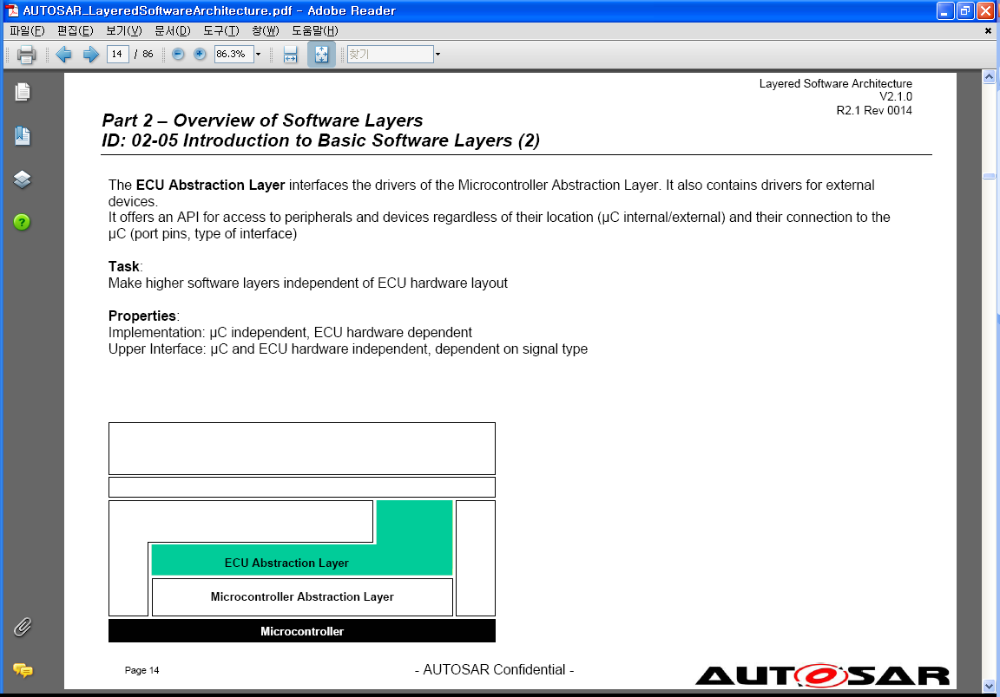 AUTOSAR_LayeredSoftwareArchitecture.pdf - Adobe Reader
파일(F) 편집(E) 보기(V) 문서(D) 도구(T) 창(W) 도움말(H)
14 / 86 86.3% 찾기
Layered Software Architecture
V2.1.0
R2.1 Rev 0014
Part 2 – Overview of Software Layers
ID: 02-05 Introduction to Basic Software Layers (2)
The ECU Abstraction Layer interfaces the drivers of the Microcontroller Abstraction Layer. It also contains drivers for external
devices.
It offers an API for access to peripherals and devices regardless of their location (µC internal/external) and their connection to the
µC (port pins, type of interface)
Task:
Make higher software layers independent of ECU hardware layout
Properties:
Implementation: µC independent, ECU hardware dependent
Upper Interface: µC and ECU hardware independent, dependent on signal type
ECU Abstraction Layer
Microcontroller Abstraction Layer
Microcontroller
Page 14
- AUTOSAR Confidential -
AUTOSAR